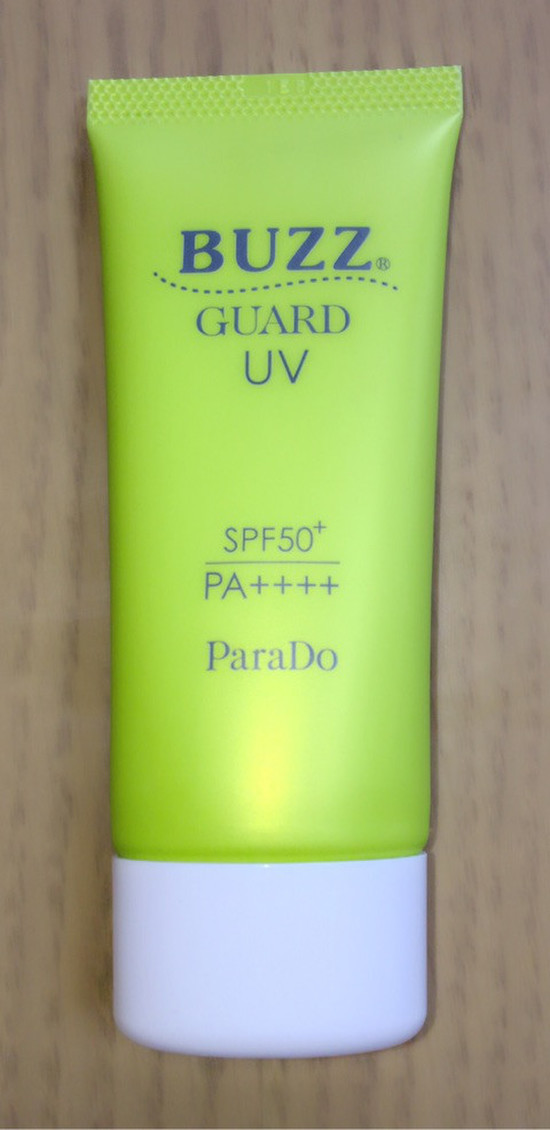 BUZZ®
GUARD
UV
SPF50+
PA++++
ParaDo